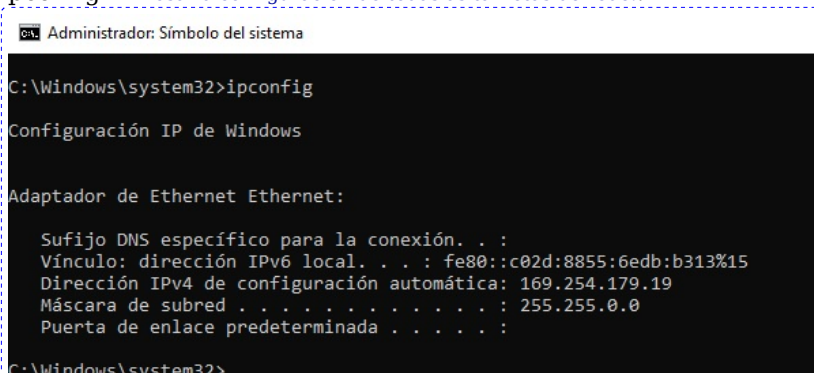 Administrador: Símbolo del sistema
C:\Windows\system32>ipconfig
Configuración IP de Windows
Adaptador de Ethernet Ethernet:
Sufijo DNS específico para la conexión. . :
Vínculo: dirección IPv6 local. . . : fe80::c02d:8855:6edb:b313%15
Dirección IPv4 de configuración automática: 169.254.179.19
Máscara de subred . . . . . . . . . . . . : 255.255.0.0
Puerta de enlace predeterminada . . . . . :
C:\Windows\system32>